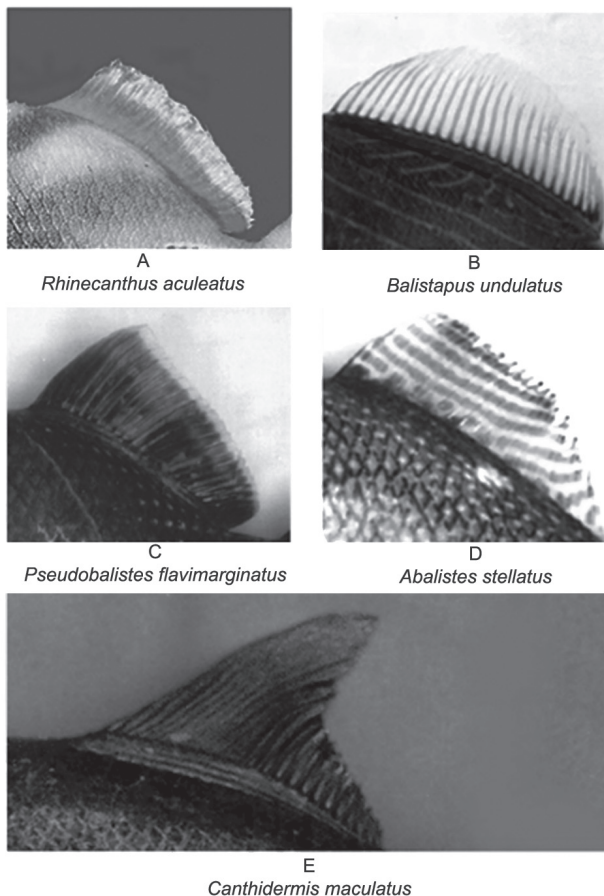 A
Rhinecanthus aculeatus
B
Balistapus undulatus
C
Pseudobalistes flavimarginatus
D
Abalistes stellatus
E
Canthidermis maculatus